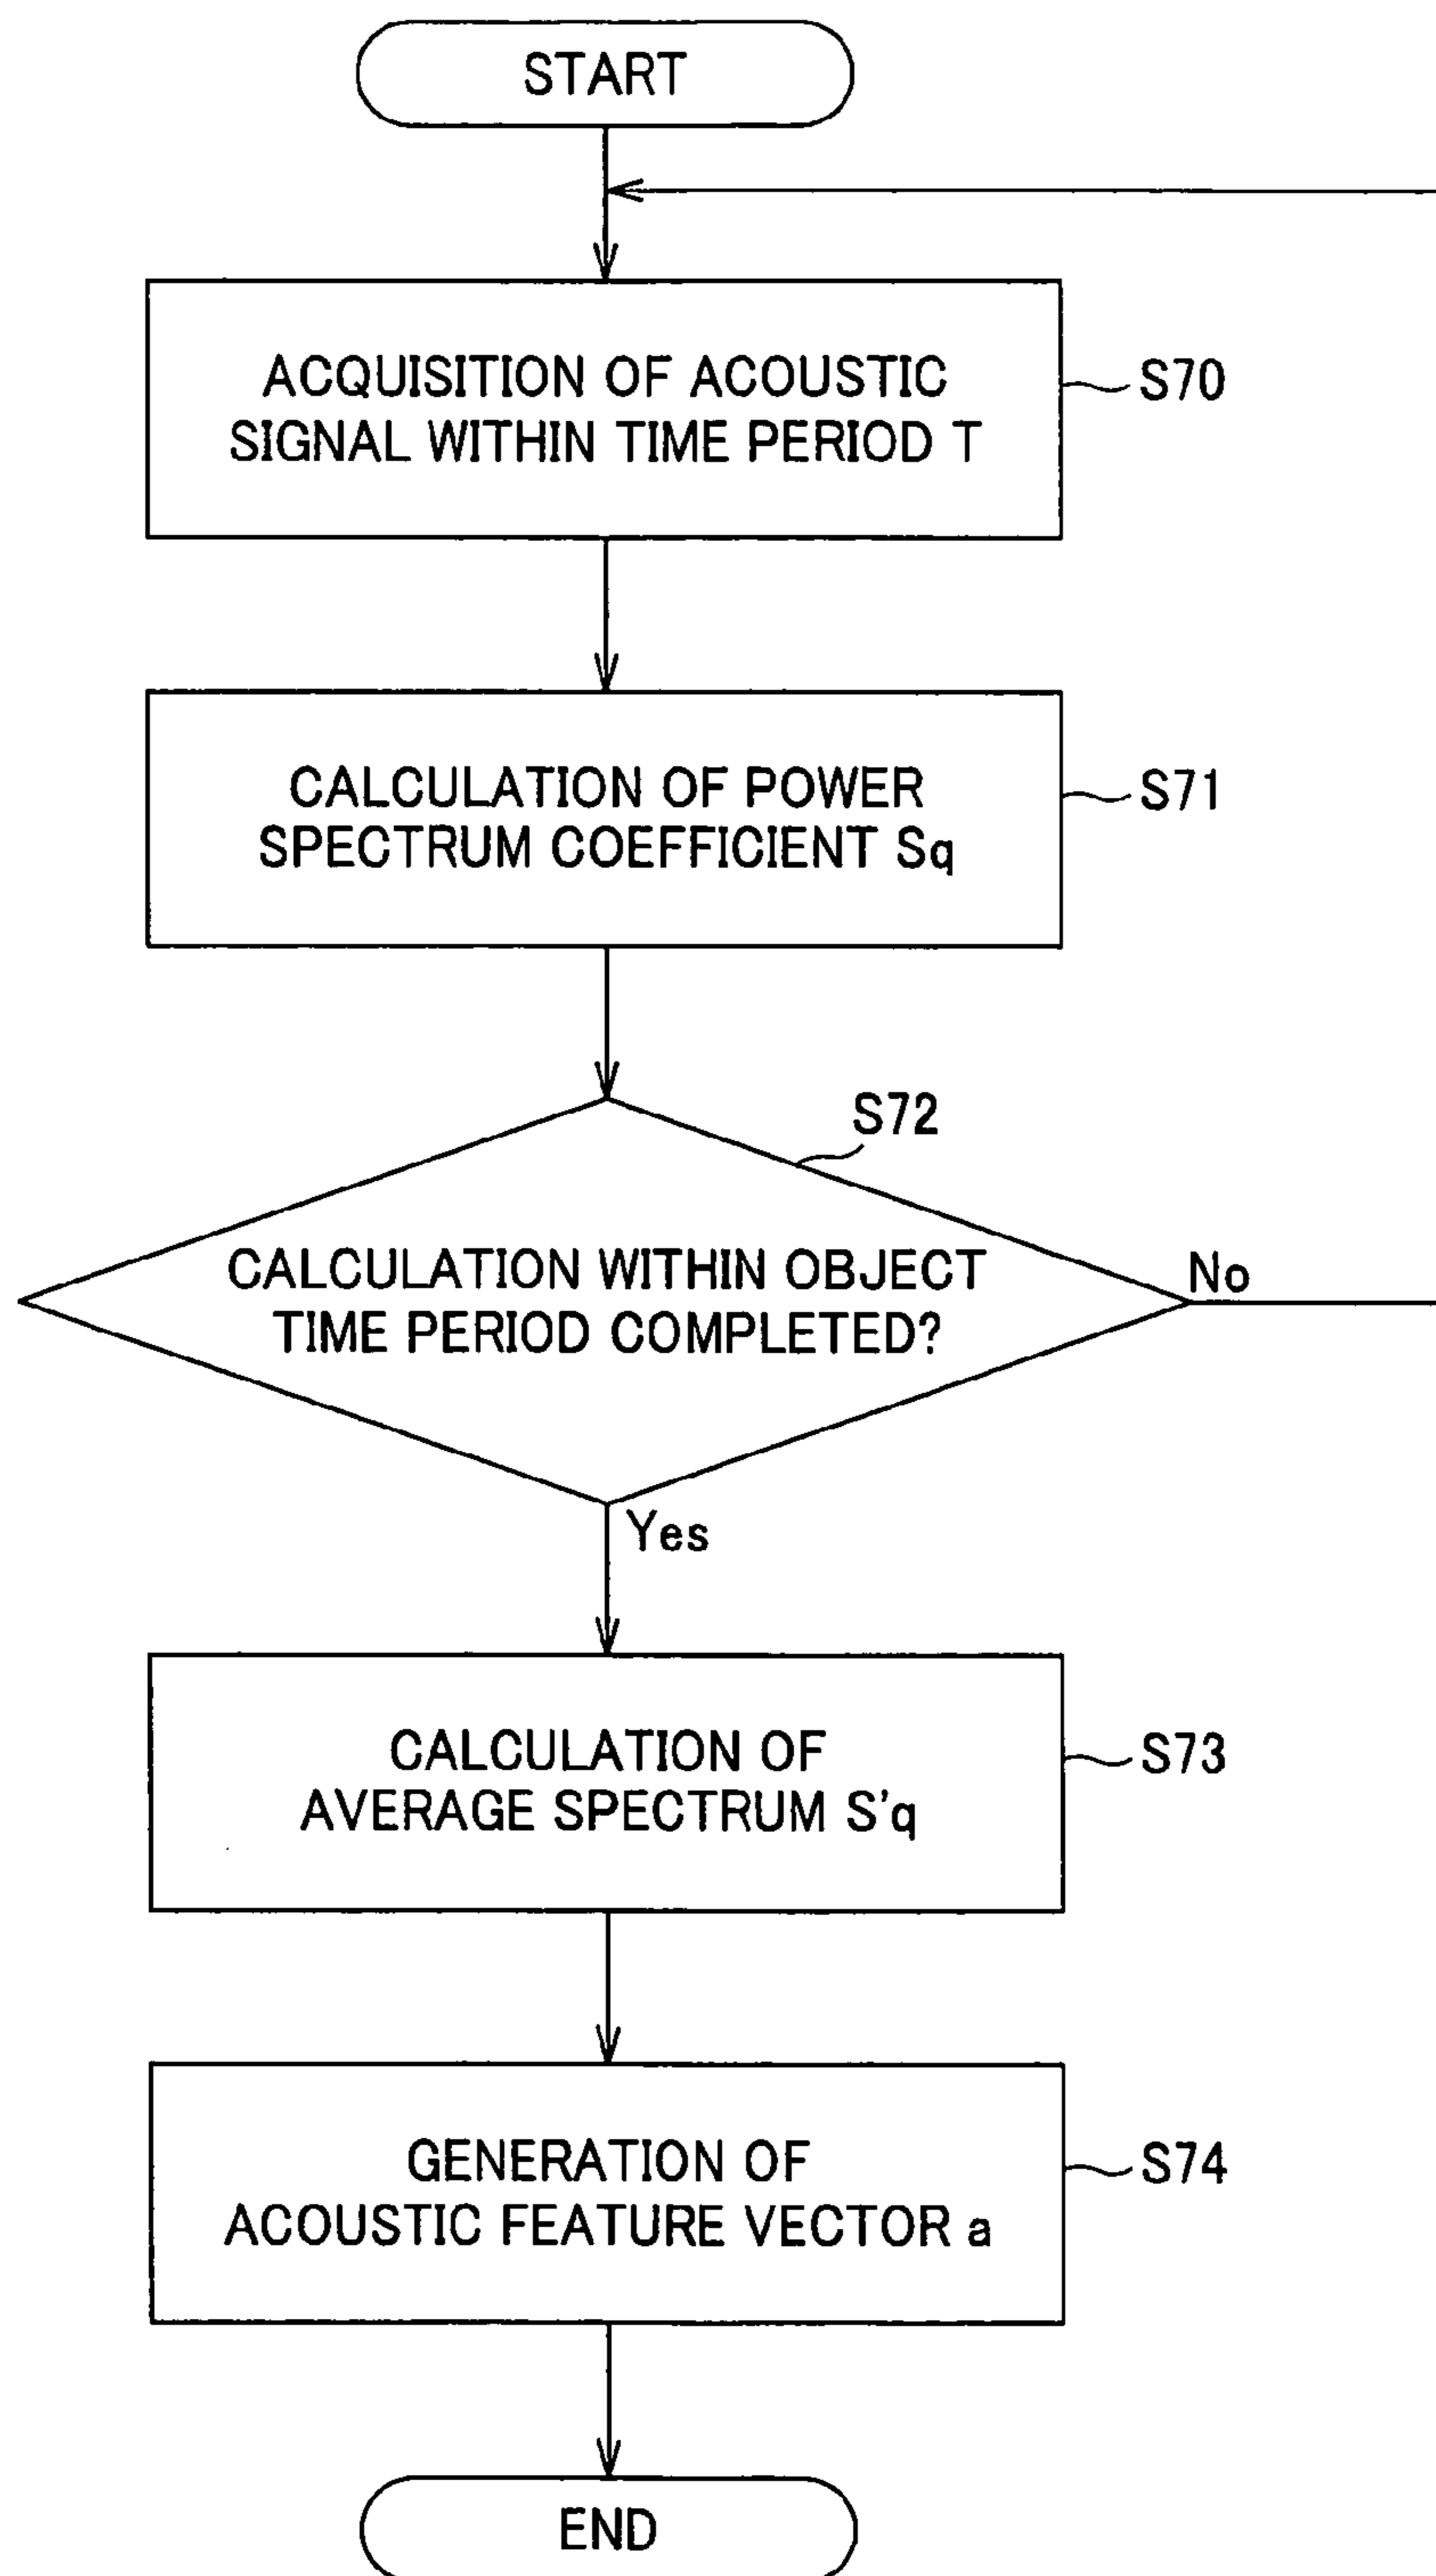 START
ACQUISITION OF ACOUSTIC
SIGNAL WITHIN TIME PERIOD T
S70
CALCULATION OF POWER
SPECTRUM COEFFICIENT Sq
S71
S72
CALCULATION WITHIN OBJECT
TIME PERIOD COMPLETED?
No
Yes
CALCULATION OF
AVERAGE SPECTRUM S'q
S73
GENERATION OF
ACOUSTIC FEATURE VECTOR a
S74
END